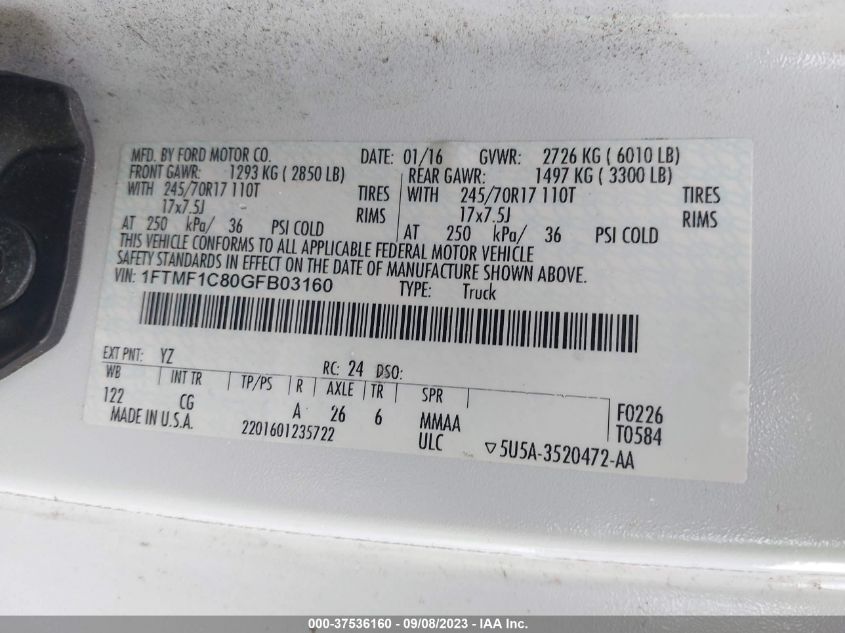 MFD. BY FORD MOTOR CO. DATE: 01/16 GVWR: 2726 KG ( 6010 LB)
FRONT GAWR: 1293 KG ( 2850 LB) REAR GAWR: 1497 KG ( 3300 LB)
WITH 245/70R17 110T TIRES WITH 245/70R17 110T TIRES
17x7.5J RIMS 17x7.5J RIMS
AT 250 kPa/ 36 PSI COLD AT 250 kPa/ 36 PSI COLD
THIS VEHICLE CONFORMS TO ALL APPLICABLE FEDERAL MOTOR VEHICLE
SAFETY STANDARDS IN EFFECT ON THE DATE OF MANUFACTURE SHOWN ABOVE.
VIN: 1FTMF1C80GFB03160 TYPE: Truck
EXT PNT: YZ RC: 24 DSO:
WB INT TR TP/PS R AXLE TR SPR
122 CG A 26 6 MMAA F0226
MADE IN U.S.A. 2201601235722 ULC T0584
▽5U5A-3520472-AA
000-37536160 - 09/08/2023 - IAA Inc.